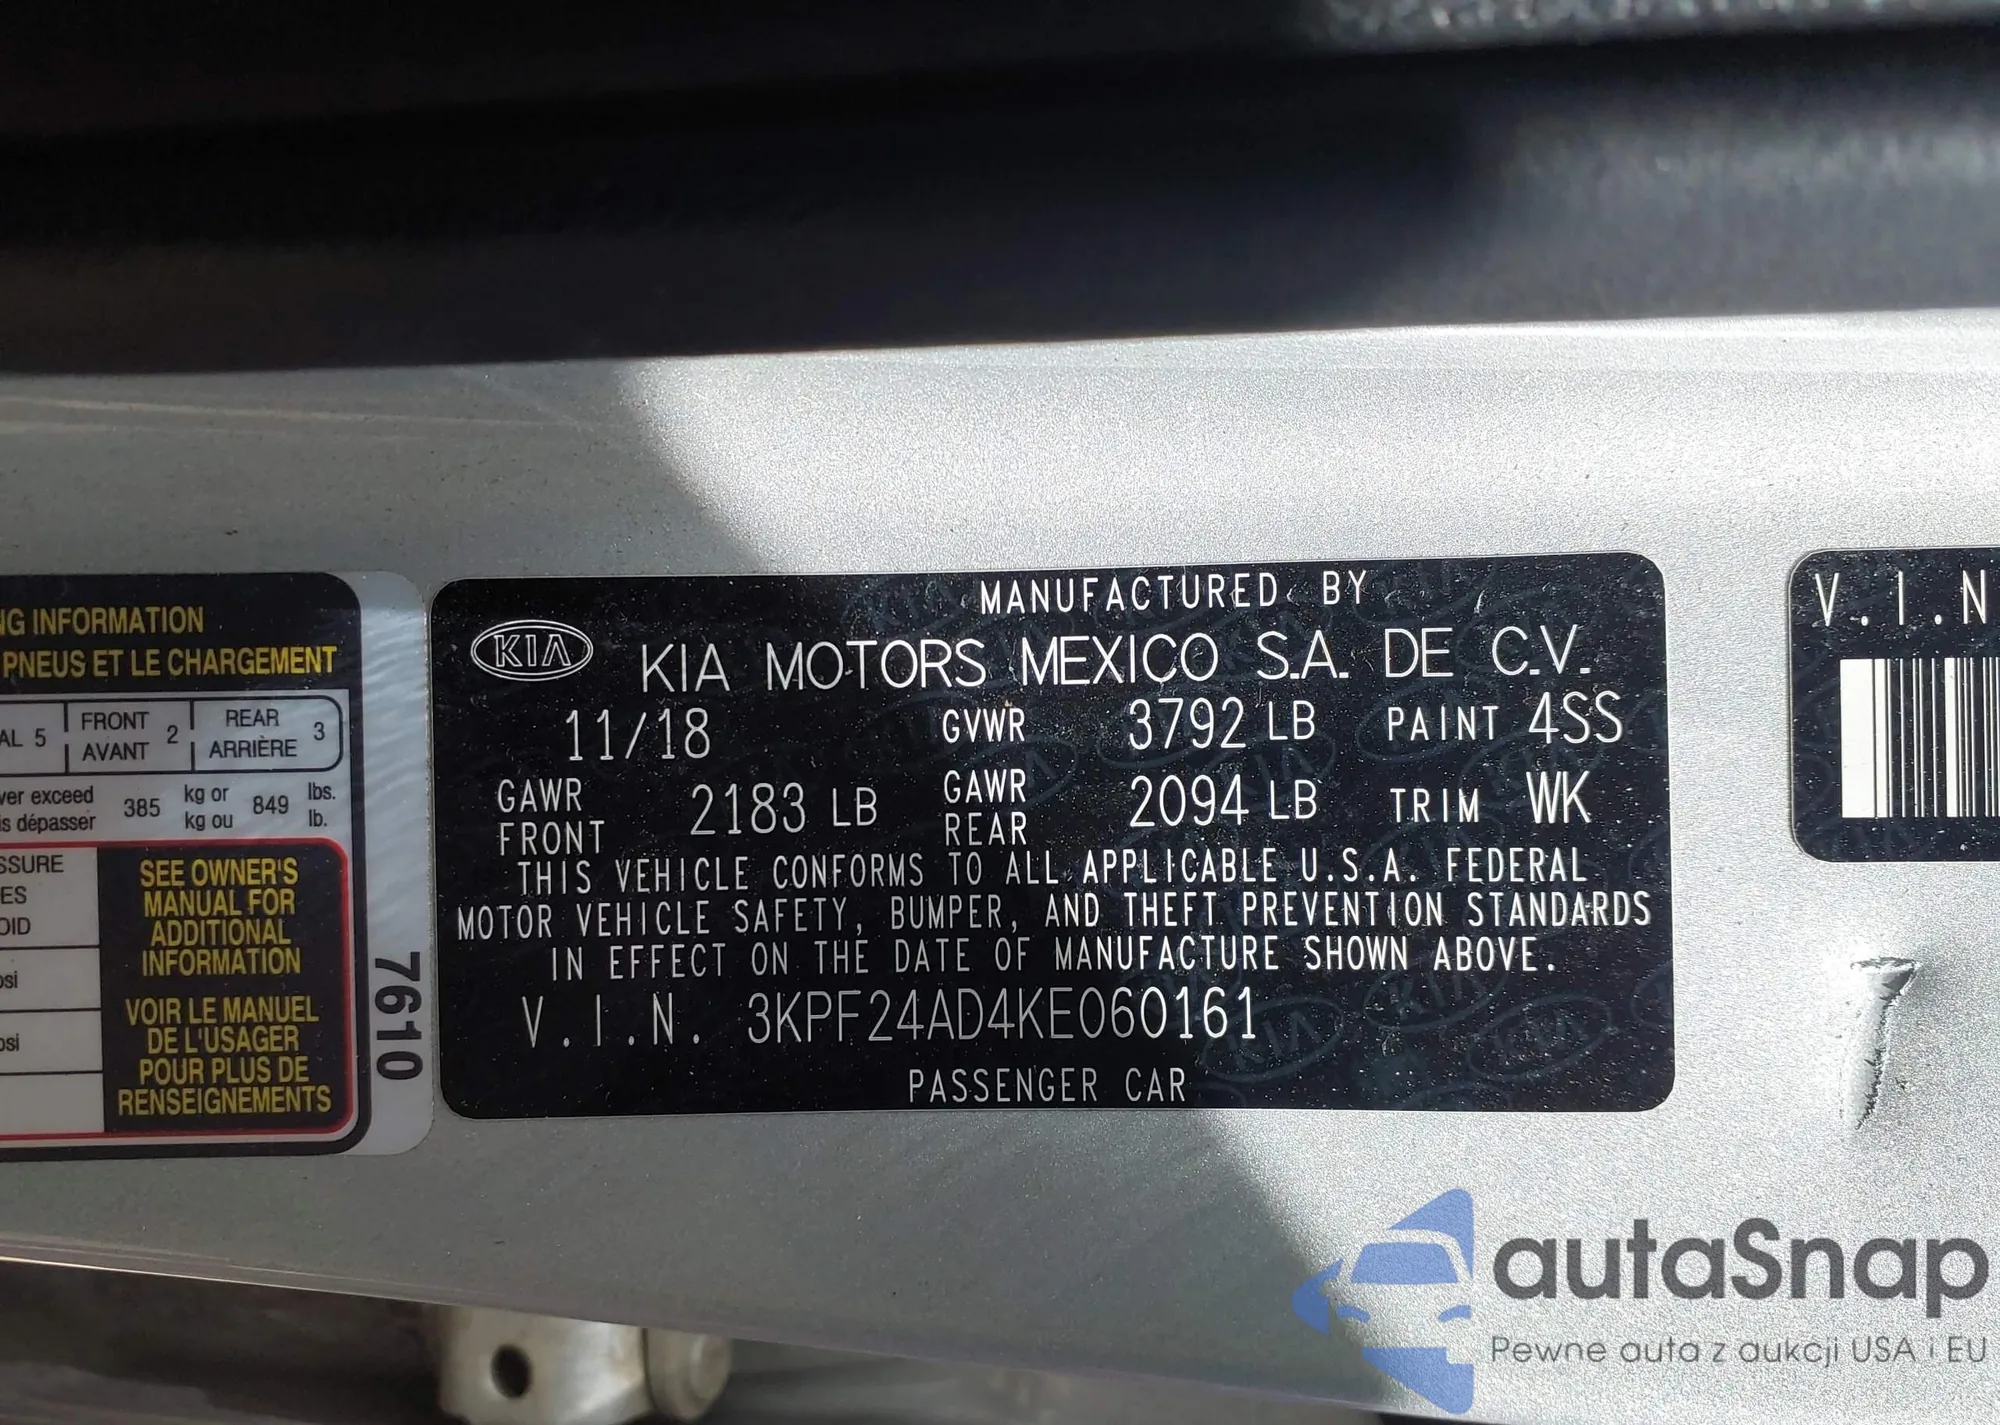 NG INFORMATION
PNEUS ET LE CHARGEMENT
AL 5 FRONT AVANT 2 REAR ARRIÈRE 3
ver exceed 385 kg or 849 lbs.
is dépasser kg ou lb.
SSURE
ES
OID
psi
psi
SEE OWNER'S
MANUAL FOR
ADDITIONAL
INFORMATION
VOIR LE MANUEL
DE L'USAGER
POUR PLUS DE
RENSEIGNEMENTS
7610
MANUFACTURED BY
KIA KIA MOTORS MEXICO S.A. DE C.V.
11/18 GVWR 3792 LB PAINT 4SS
GAWR FRONT 2183 LB GAWR REAR 2094 LB TRIM WK
THIS VEHICLE CONFORMS TO ALL APPLICABLE U.S.A. FEDERAL
MOTOR VEHICLE SAFETY, BUMPER, AND THEFT PREVENTION STANDARDS
IN EFFECT ON THE DATE OF MANUFACTURE SHOWN ABOVE.
V.I.N. 3KPF24AD4KE060161
PASSENGER CAR
V.I.N
autaSnap
Pewne auta z aukcji USA i EU